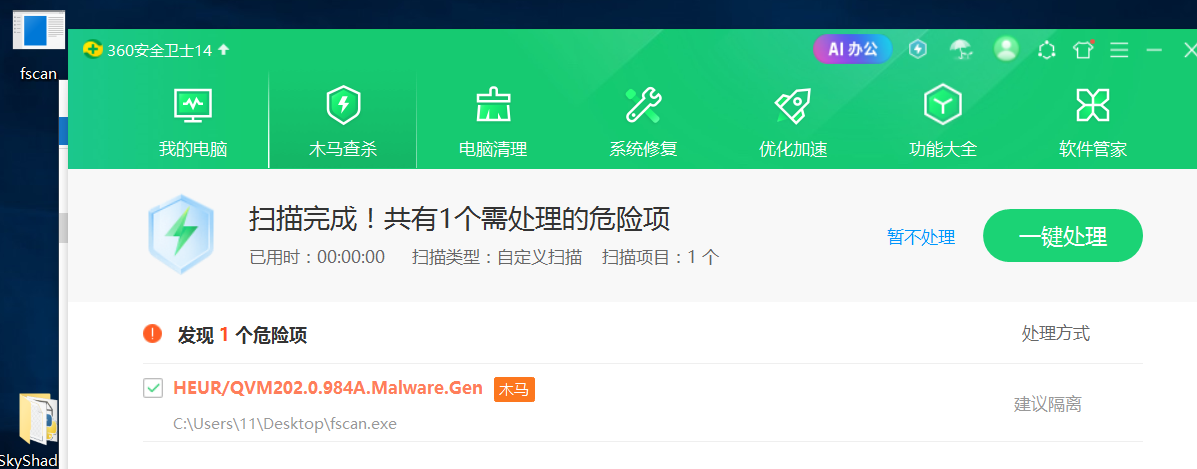 fscan
360安全卫士14
AI 办公
我的电脑
木马查杀
电脑清理
系统修复
优化加速
功能大全
软件管家
扫描完成！共有1个需处理的危险项
已用时：00:00:00 扫描类型：自定义扫描 扫描项目：1 个
暂不处理
一键处理
发现 1 个危险项
处理方式
HEUR/QVM202.0.984A.Malware.Gen 木马
C:\Users\11\Desktop\fscan.exe
建议隔离
SkyShad